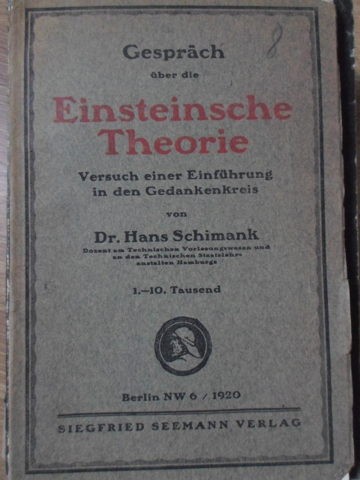 8
Gespräch
über die
Einsteinsche
Theorie
Versuch einer Einführung
in den Gedankenkreis
von
Dr. Hans Schimank
Dozent am Technischen Vorlesungswesen und
an den Technischen Staatslehr=
anstalten Hamburgs
1.—10. Tausend
Berlin NW 6 / 1920
SIEGFRIED SEEMANN VERLAG